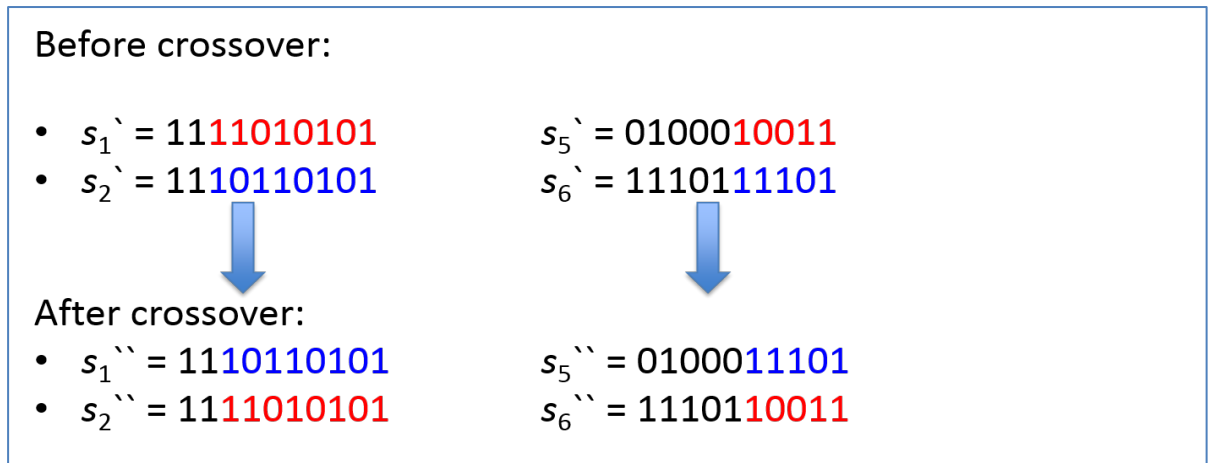 Before crossover:
• s1` = 1111010101 s5` = 0100010011
• s2` = 1110110101 s6` = 1110111101
After crossover:
• s1`` = 1110110101 s5`` = 0100011101
• s2`` = 1111010101 s6`` = 1110110011